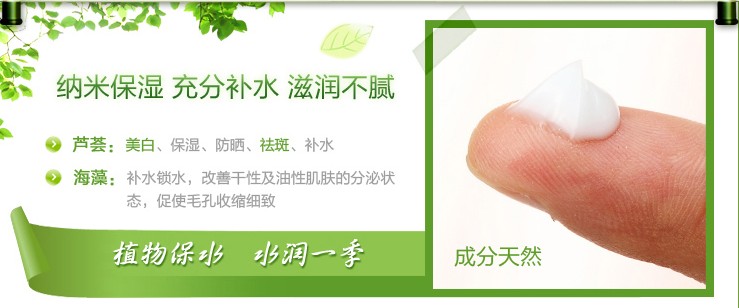 纳米保湿 充分补水 滋润不腻
芦荟：美白、保湿、防晒、祛斑、补水
海藻：补水锁水，改善干性及油性肌肤的分泌状
态，促使毛孔收缩细致
植物保水 水润一季
成分天然